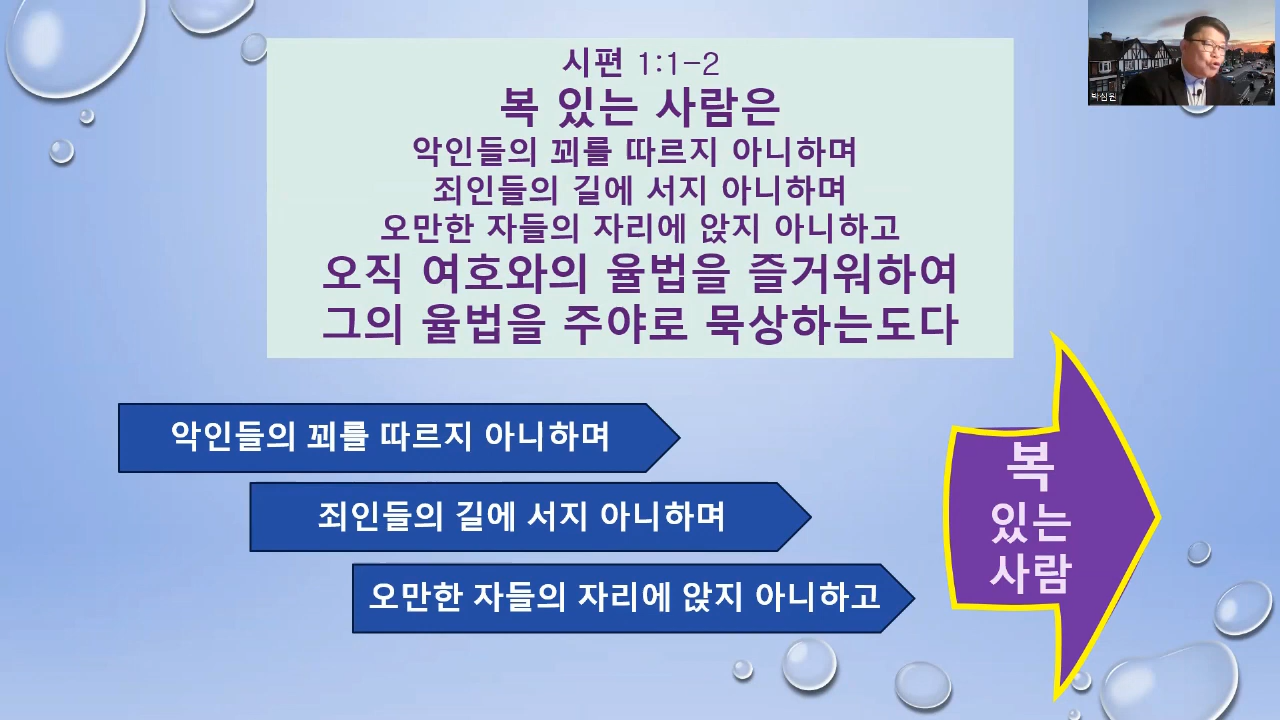 시편 1:1-2
복 있는 사람은
악인들의 꾀를 따르지 아니하며
죄인들의 길에 서지 아니하며
오만한 자들의 자리에 앉지 아니하고
오직 여호와의 율법을 즐거워하여
그의 율법을 주야로 묵상하는도다
악인들의 꾀를 따르지 아니하며
죄인들의 길에 서지 아니하며
오만한 자들의 자리에 앉지 아니하고
복
있는
사람